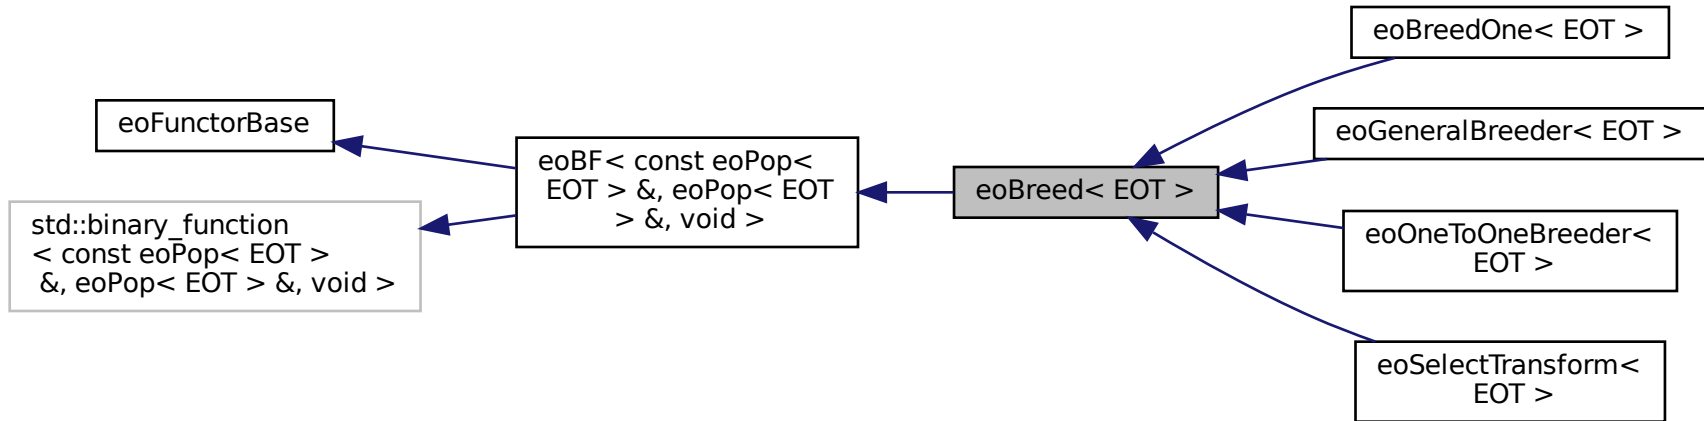 eoFunctorBase
std::binary_function
< const eoPop< EOT >
&, eoPop< EOT > &, void >
eoBF< const eoPop<
EOT > &, eoPop< EOT
> &, void >
eoBreed< EOT >
eoBreedOne< EOT >
eoGeneralBreeder< EOT >
eoOneToOneBreeder<
EOT >
eoSelectTransform<
EOT >